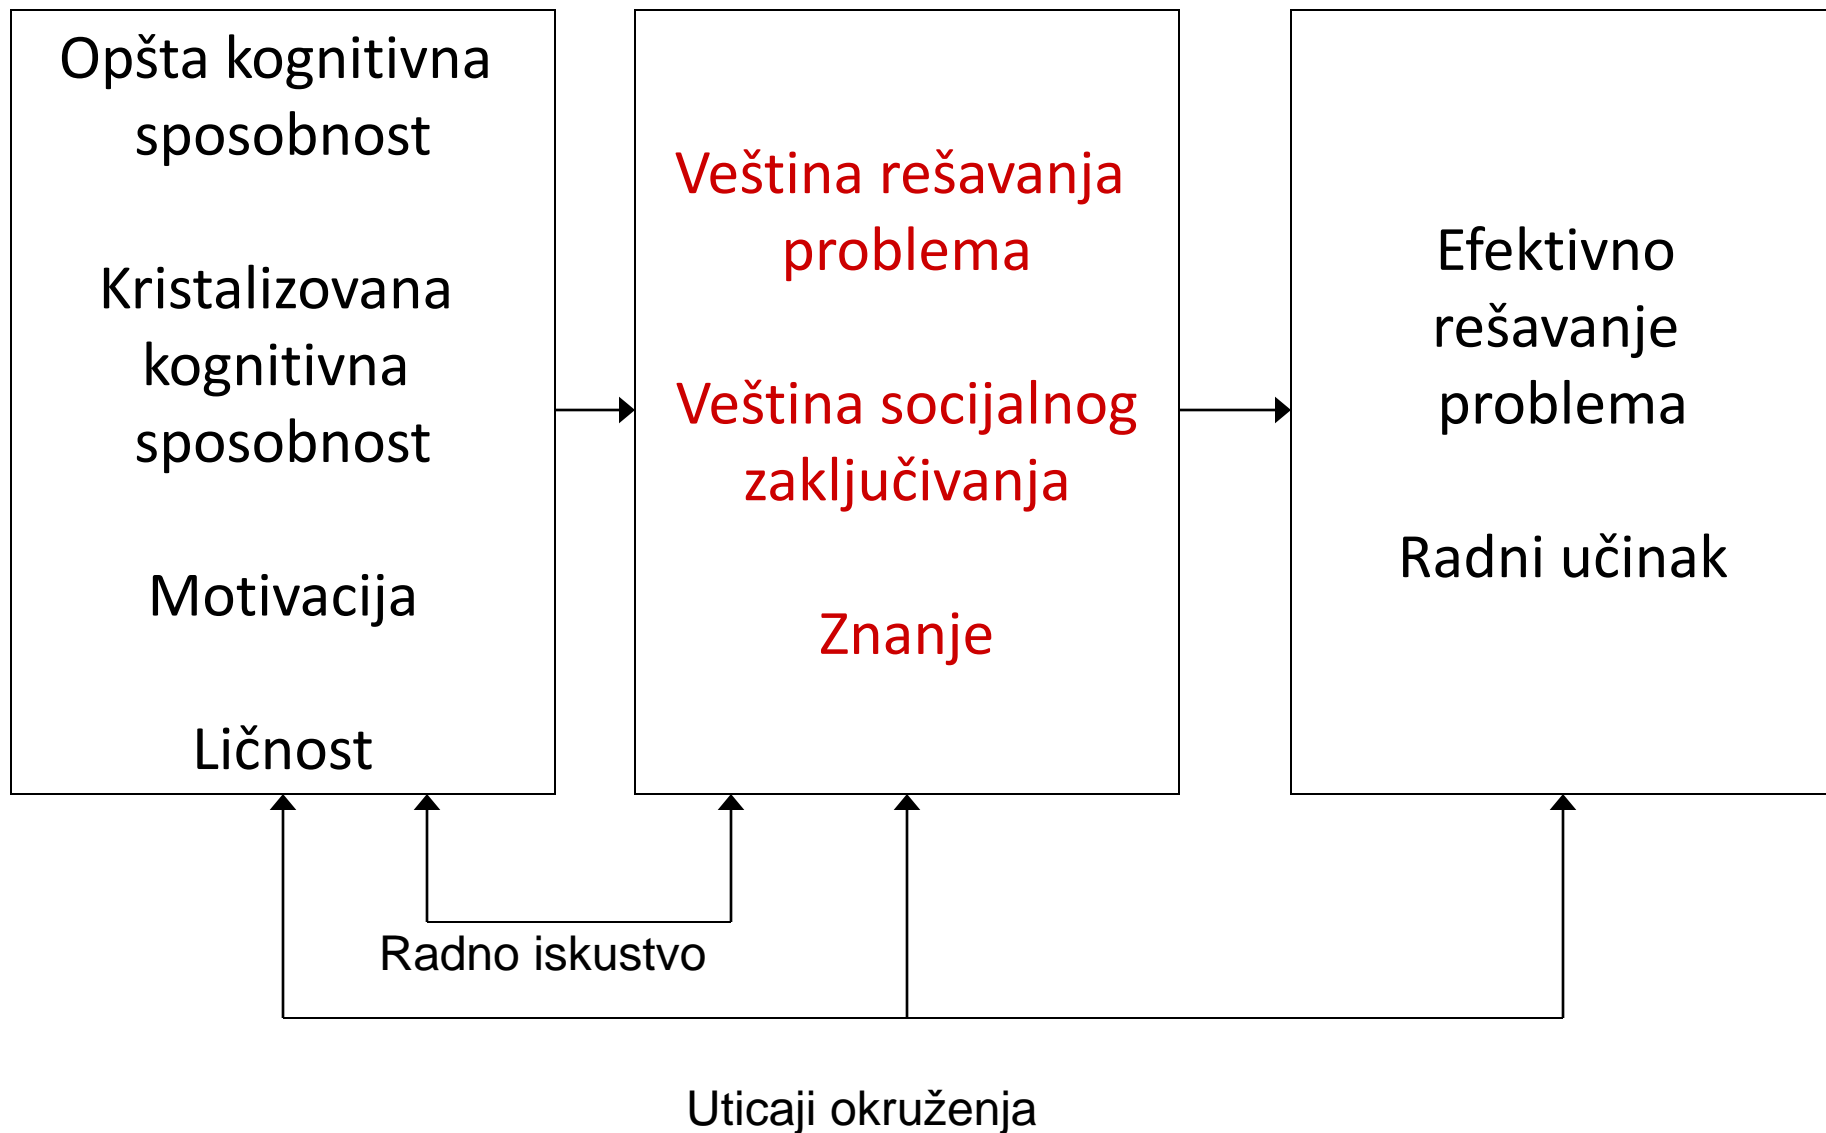 Opšta kognitivna
sposobnost
Kristalizovana
kognitivna
sposobnost
Motivacija
Ličnost
Veština rešavanja
problema
Veština socijalnog
zaključivanja
Znanje
Efektivno
rešavanje
problema
Radni učinak
Radno iskustvo
Uticaji okruženja